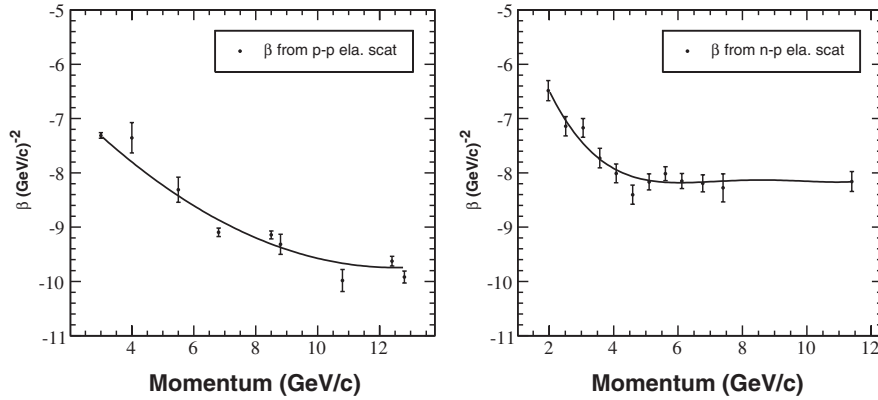 -5
-6
-7
-8
-9
-10
-11
β (GeV/c)-2
β from p-p ela. scat
4 6 8 10 12
Momentum (GeV/c)
-5
-6
-7
-8
-9
-10
-11
β (GeV/c)-2
β from n-p ela. scat
2 4 6 8 10 12
Momentum (GeV/c)